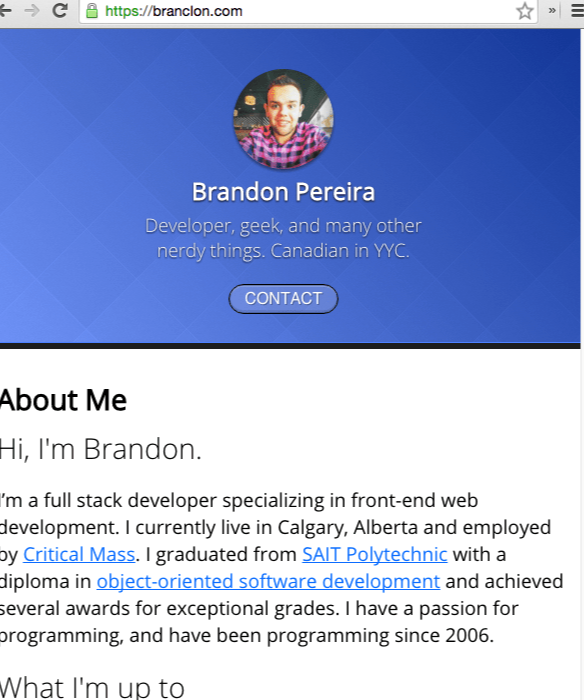 https://branclon.com
»
Brandon Pereira
Developer, geek, and many other
nerdy things. Canadian in YYC.
CONTACT
About Me
Hi, I'm Brandon.
I'm a full stack developer specializing in front-end web
development. I currently live in Calgary, Alberta and employed
by Critical Mass. I graduated from SAIT Polytechnic with a
diploma in object-oriented software development and achieved
several awards for exceptional grades. I have a passion for
programming, and have been programming since 2006.
What I'm up to